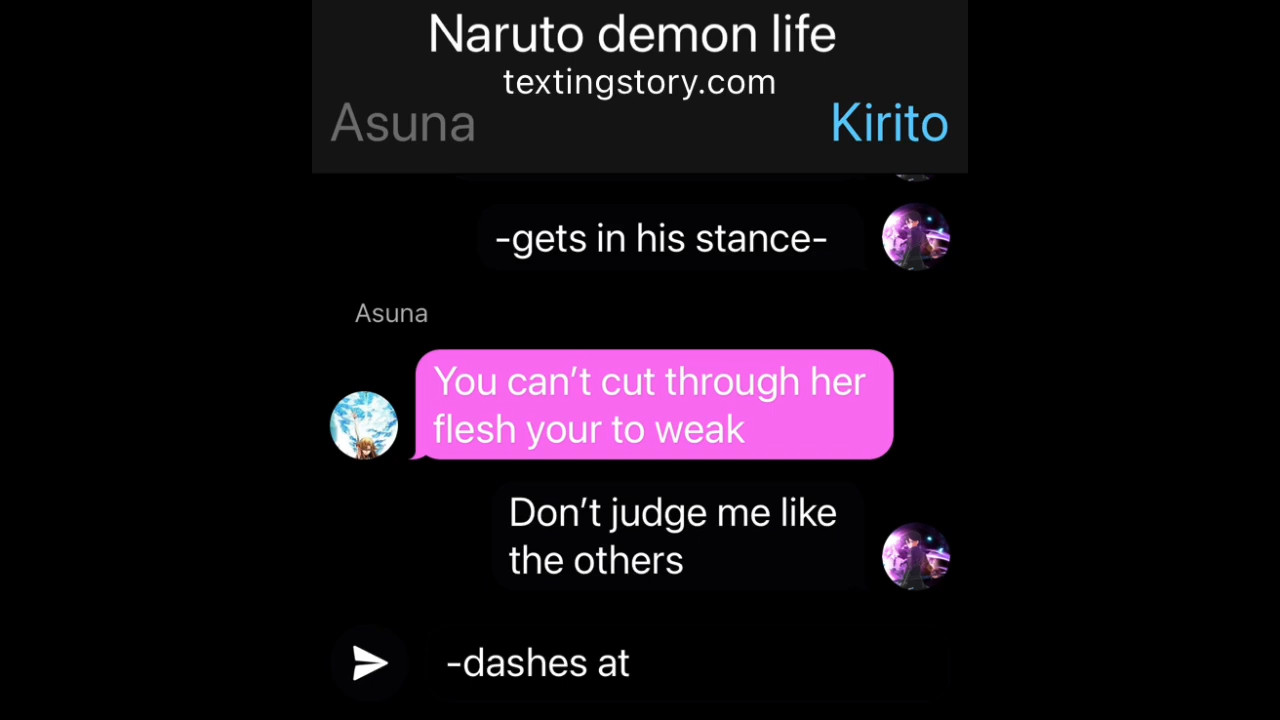 Naruto demon life
textingstory.com
Asuna
Kirito
-gets in his stance-
Asuna
You can’t cut through her
flesh your to weak
Don’t judge me like
the others
-dashes at